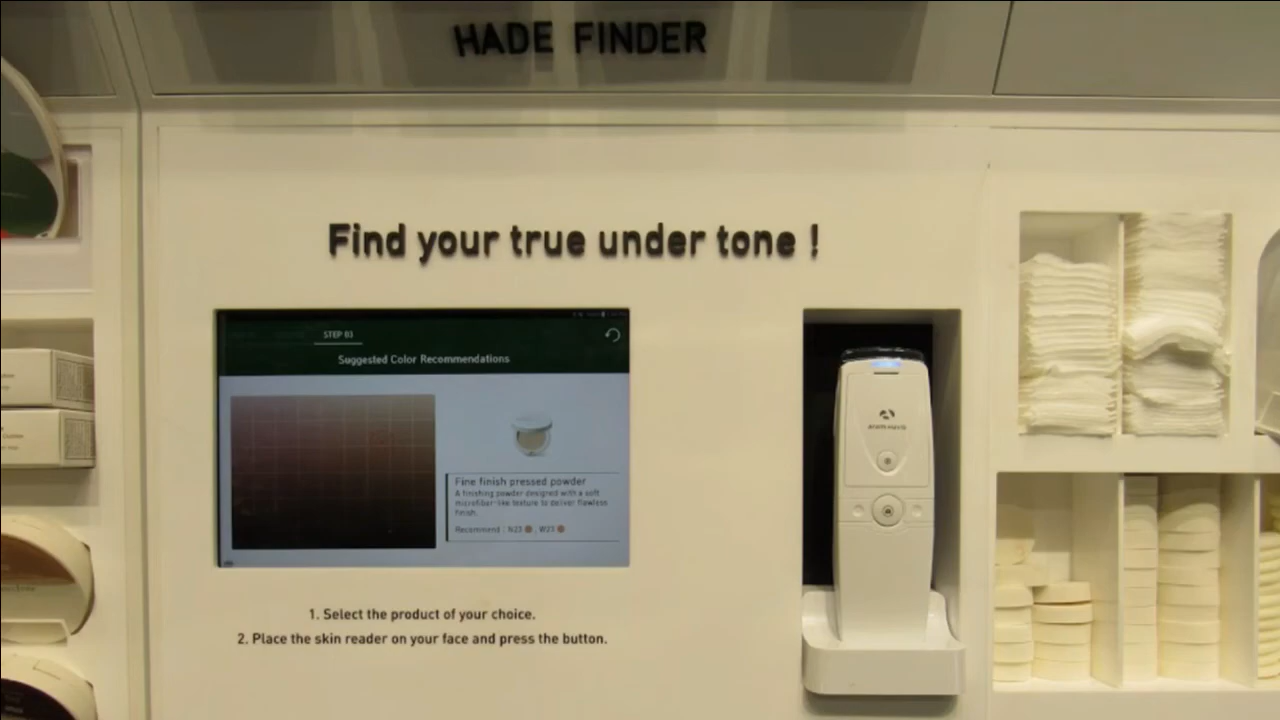 HADE FINDER
Find your true under tone !
STEP 03
Suggested Color Recommendations
Fine finish pressed powder
A finishing powder designed with a soft
microfiber-like texture to deliver flawless
finish.
Recommend : N23 , W23
1. Select the product of your choice.
2. Place the skin reader on your face and press the button.